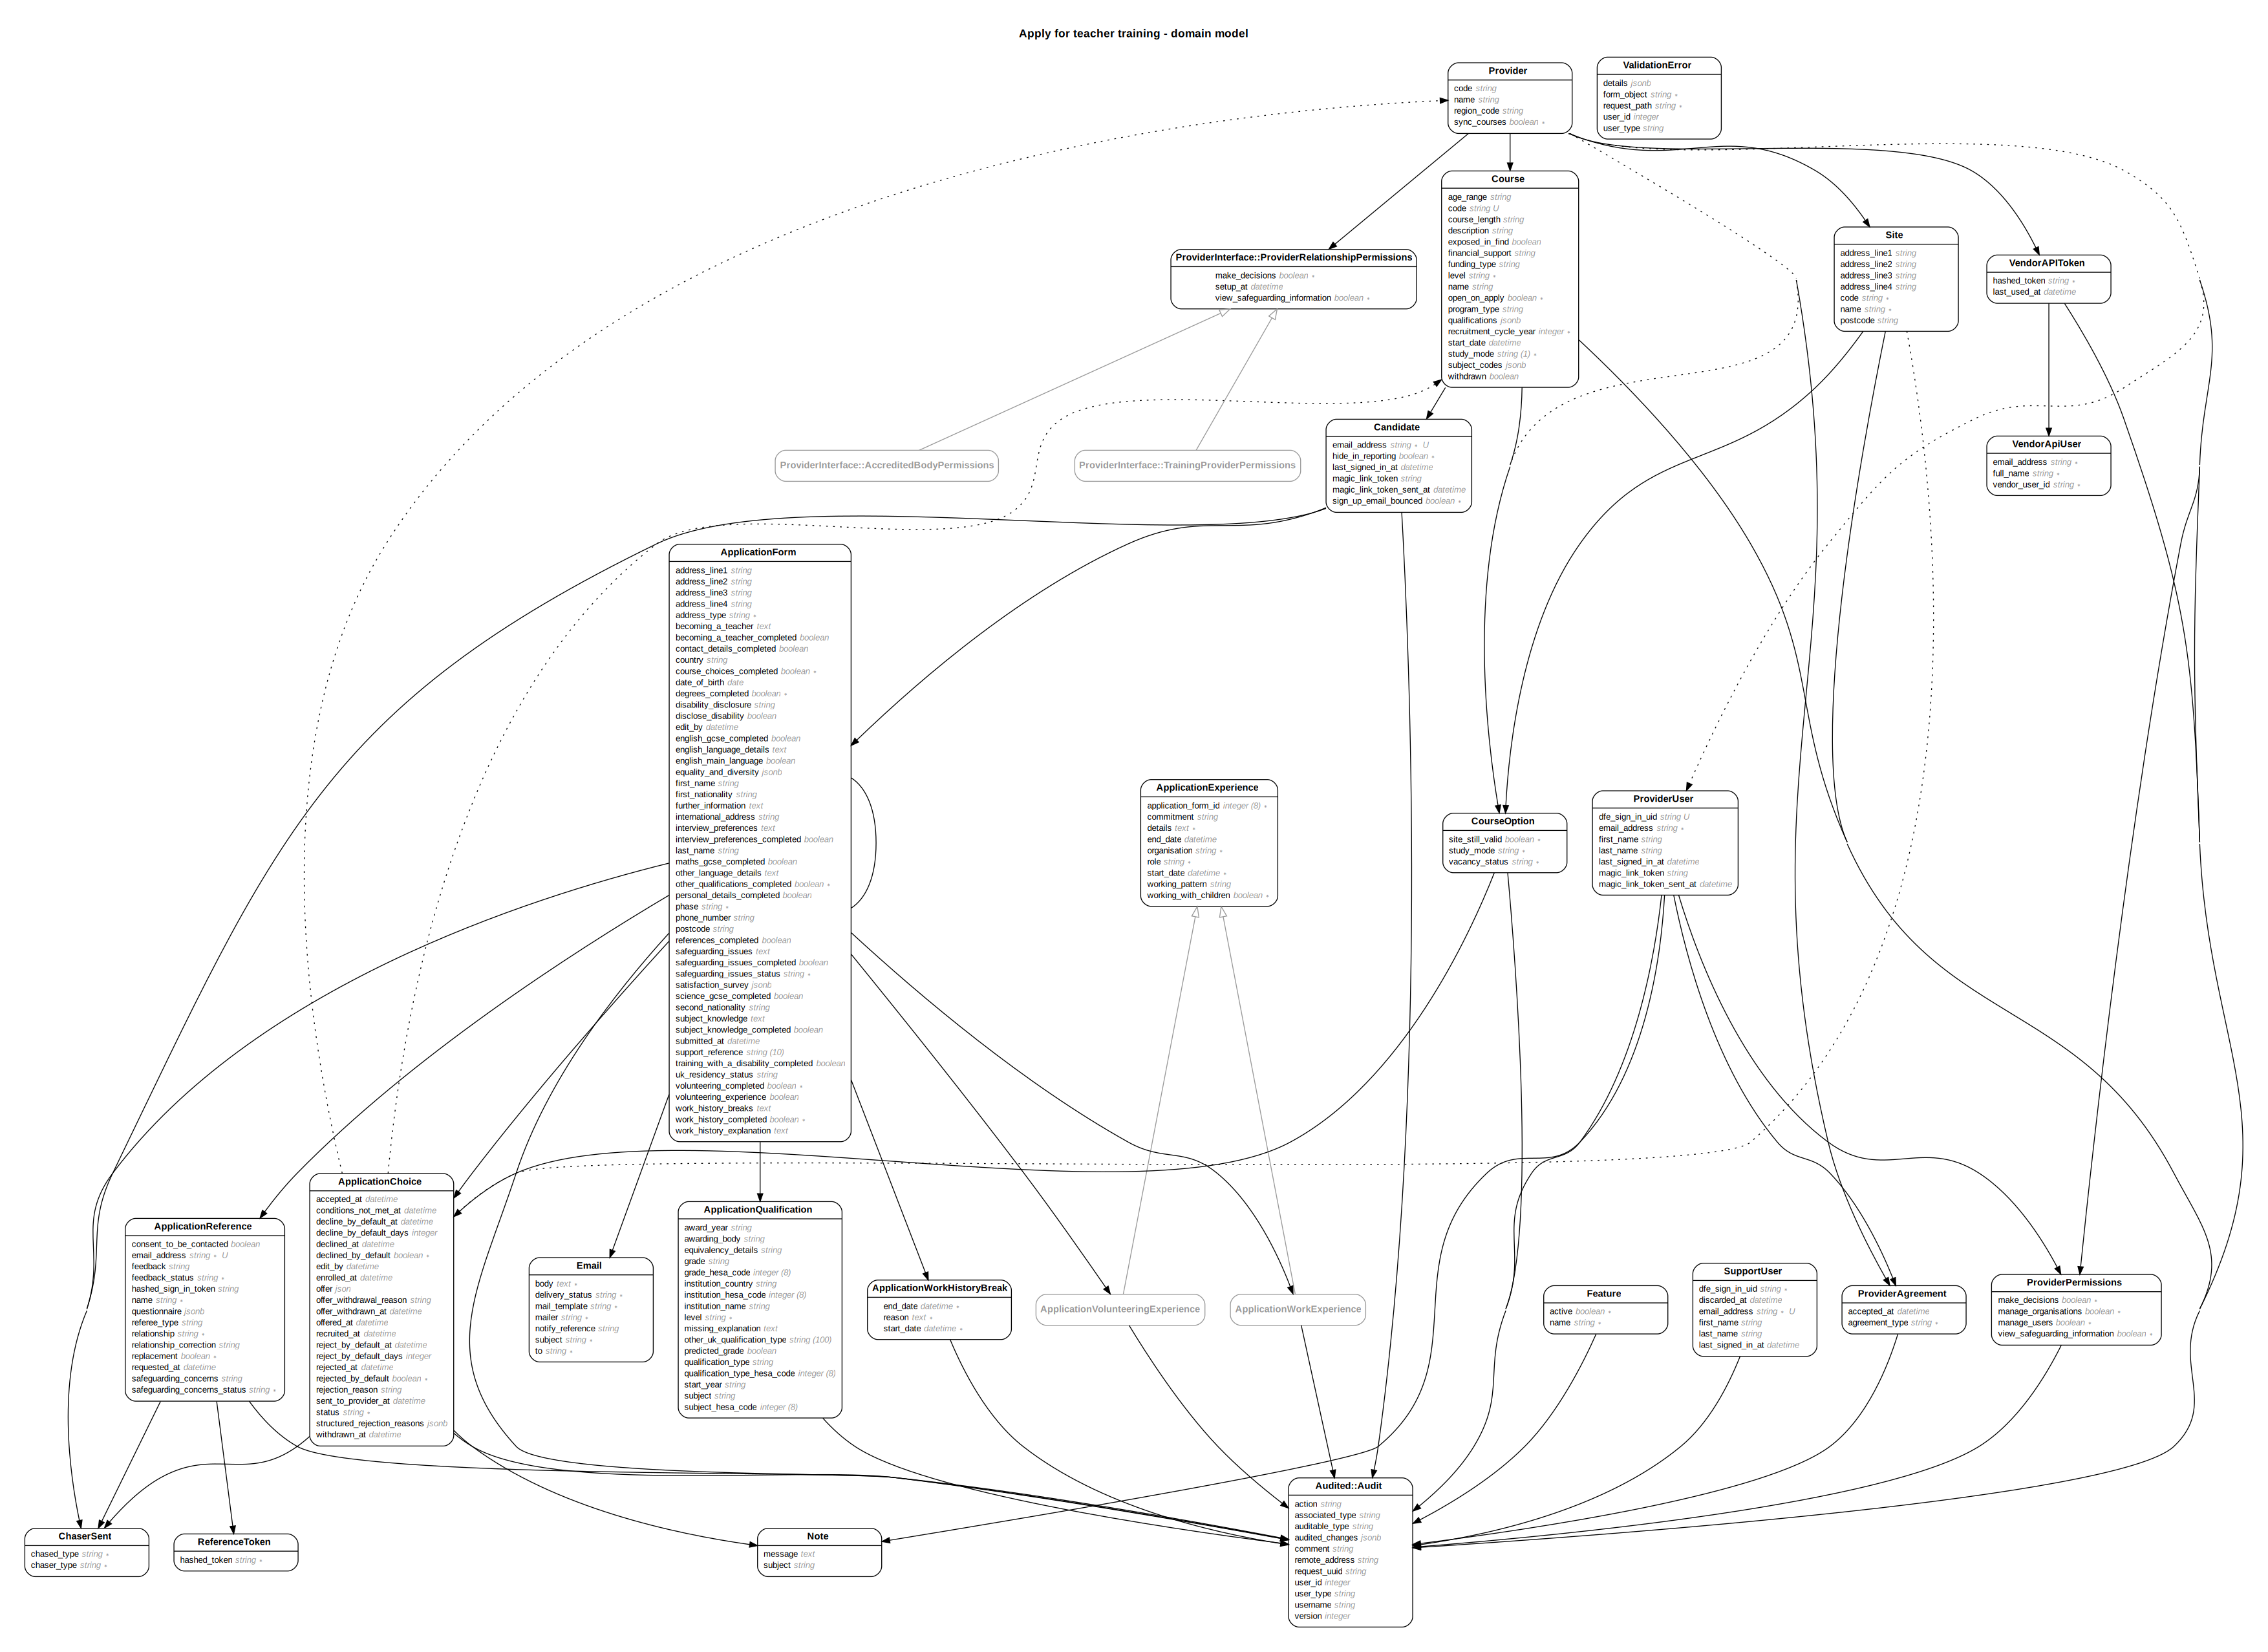 Apply for teacher training - domain model
Provider
code string
name string
region_code string
sync_courses boolean *
ValidationError
details jsonb
form_object string *
request_path string *
user_id integer
user_type string
Course
age_range string
code string U
course_length string
description string
exposed_in_find boolean
financial_support string
funding_type string
level string *
name string
open_on_apply boolean *
program_type string
qualifications jsonb
recruitment_cycle_year integer *
start_date datetime
study_mode string (1) *
subject_codes jsonb
withdrawn boolean
Site
address_line1 string
address_line2 string
address_line3 string
address_line4 string
code string *
name string *
postcode string
ProviderInterface::ProviderRelationshipPermissions
make_decisions boolean *
setup_at datetime
view_safeguarding_information boolean *
VendorAPIToken
hashed_token string *
last_used_at datetime
Candidate
email_address string * U
hide_in_reporting boolean *
last_signed_in_at datetime
magic_link_token string
magic_link_token_sent_at datetime
sign_up_email_bounced boolean *
VendorApiUser
email_address string *
full_name string *
vendor_user_id string *
ProviderInterface::AccreditedBodyPermissions
ProviderInterface::TrainingProviderPermissions
ApplicationForm
address_line1 string
address_line2 string
address_line3 string
address_line4 string
address_type string *
becoming_a_teacher text
becoming_a_teacher_completed boolean
contact_details_completed boolean
country string
course_choices_completed boolean *
date_of_birth date
degrees_completed boolean *
disability_disclosure string
disclose_disability boolean
edit_by datetime
english_gcse_completed boolean
english_language_details text
english_main_language boolean
equality_and_diversity jsonb
first_name string
first_nationality string
further_information text
international_address string
interview_preferences text
interview_preferences_completed boolean
last_name string
maths_gcse_completed boolean
other_language_details text
other_qualifications_completed boolean *
personal_details_completed boolean
phase string *
phone_number string
postcode string
references_completed boolean
safeguarding_issues text
safeguarding_issues_completed boolean
safeguarding_issues_status string *
satisfaction_survey jsonb
science_gcse_completed boolean
second_nationality string
subject_knowledge text
subject_knowledge_completed boolean
submitted_at datetime
support_reference string (10)
training_with_a_disability_completed boolean
uk_residency_status string
volunteering_completed boolean *
volunteering_experience boolean
work_history_breaks text
work_history_completed boolean *
work_history_explanation text
ApplicationExperience
application_form_id integer (8) *
commitment string
details text *
end_date datetime
organisation string *
role string *
start_date datetime *
working_pattern string
working_with_children boolean *
CourseOption
site_still_valid boolean *
study_mode string *
vacancy_status string *
ProviderUser
dfe_sign_in_uid string U
email_address string *
first_name string
last_name string
last_signed_in_at datetime
magic_link_token string
magic_link_token_sent_at datetime
ApplicationChoice
accepted_at datetime
conditions_not_met_at datetime
decline_by_default_at datetime
decline_by_default_days integer
declined_at datetime
declined_by_default boolean *
edit_by datetime
enrolled_at datetime
offer json
offer_withdrawal_reason string
offer_withdrawn_at datetime
offered_at datetime
recruited_at datetime
reject_by_default_at datetime
reject_by_default_days integer
rejected_at datetime
rejected_by_default boolean *
rejection_reason string
sent_to_provider_at datetime
status string *
structured_rejection_reasons jsonb
withdrawn_at datetime
ApplicationReference
consent_to_be_contacted boolean
email_address string * U
feedback string
feedback_status string *
hashed_sign_in_token string
name string *
questionnaire jsonb
referee_type string
relationship string *
relationship_correction string
replacement boolean *
requested_at datetime
safeguarding_concerns string
safeguarding_concerns_status string *
ApplicationQualification
award_year string
awarding_body string
equivalency_details string
grade string
grade_hesa_code integer (8)
institution_country string
institution_hesa_code integer (8)
institution_name string
level string *
missing_explanation text
other_uk_qualification_type string (100)
predicted_grade boolean
qualification_type string
qualification_type_hesa_code integer (8)
start_year string
subject string
subject_hesa_code integer (8)
Email
body text *
delivery_status string *
mail_template string *
mailer string *
notify_reference string
subject string *
to string *
ApplicationWorkHistoryBreak
end_date datetime *
reason text *
start_date datetime *
ApplicationVolunteeringExperience
ApplicationWorkExperience
Feature
active boolean *
name string *
SupportUser
dfe_sign_in_uid string *
discarded_at datetime
email_address string * U
first_name string
last_name string
last_signed_in_at datetime
ProviderAgreement
accepted_at datetime
agreement_type string *
ProviderPermissions
make_decisions boolean *
manage_organisations boolean *
manage_users boolean *
view_safeguarding_information boolean *
ChaserSent
chased_type string *
chaser_type string *
ReferenceToken
hashed_token string *
Note
message text
subject string
Audited::Audit
action string
associated_type string
auditable_type string
audited_changes jsonb
comment string
remote_address string
request_uuid string
user_id integer
user_type string
username string
version integer